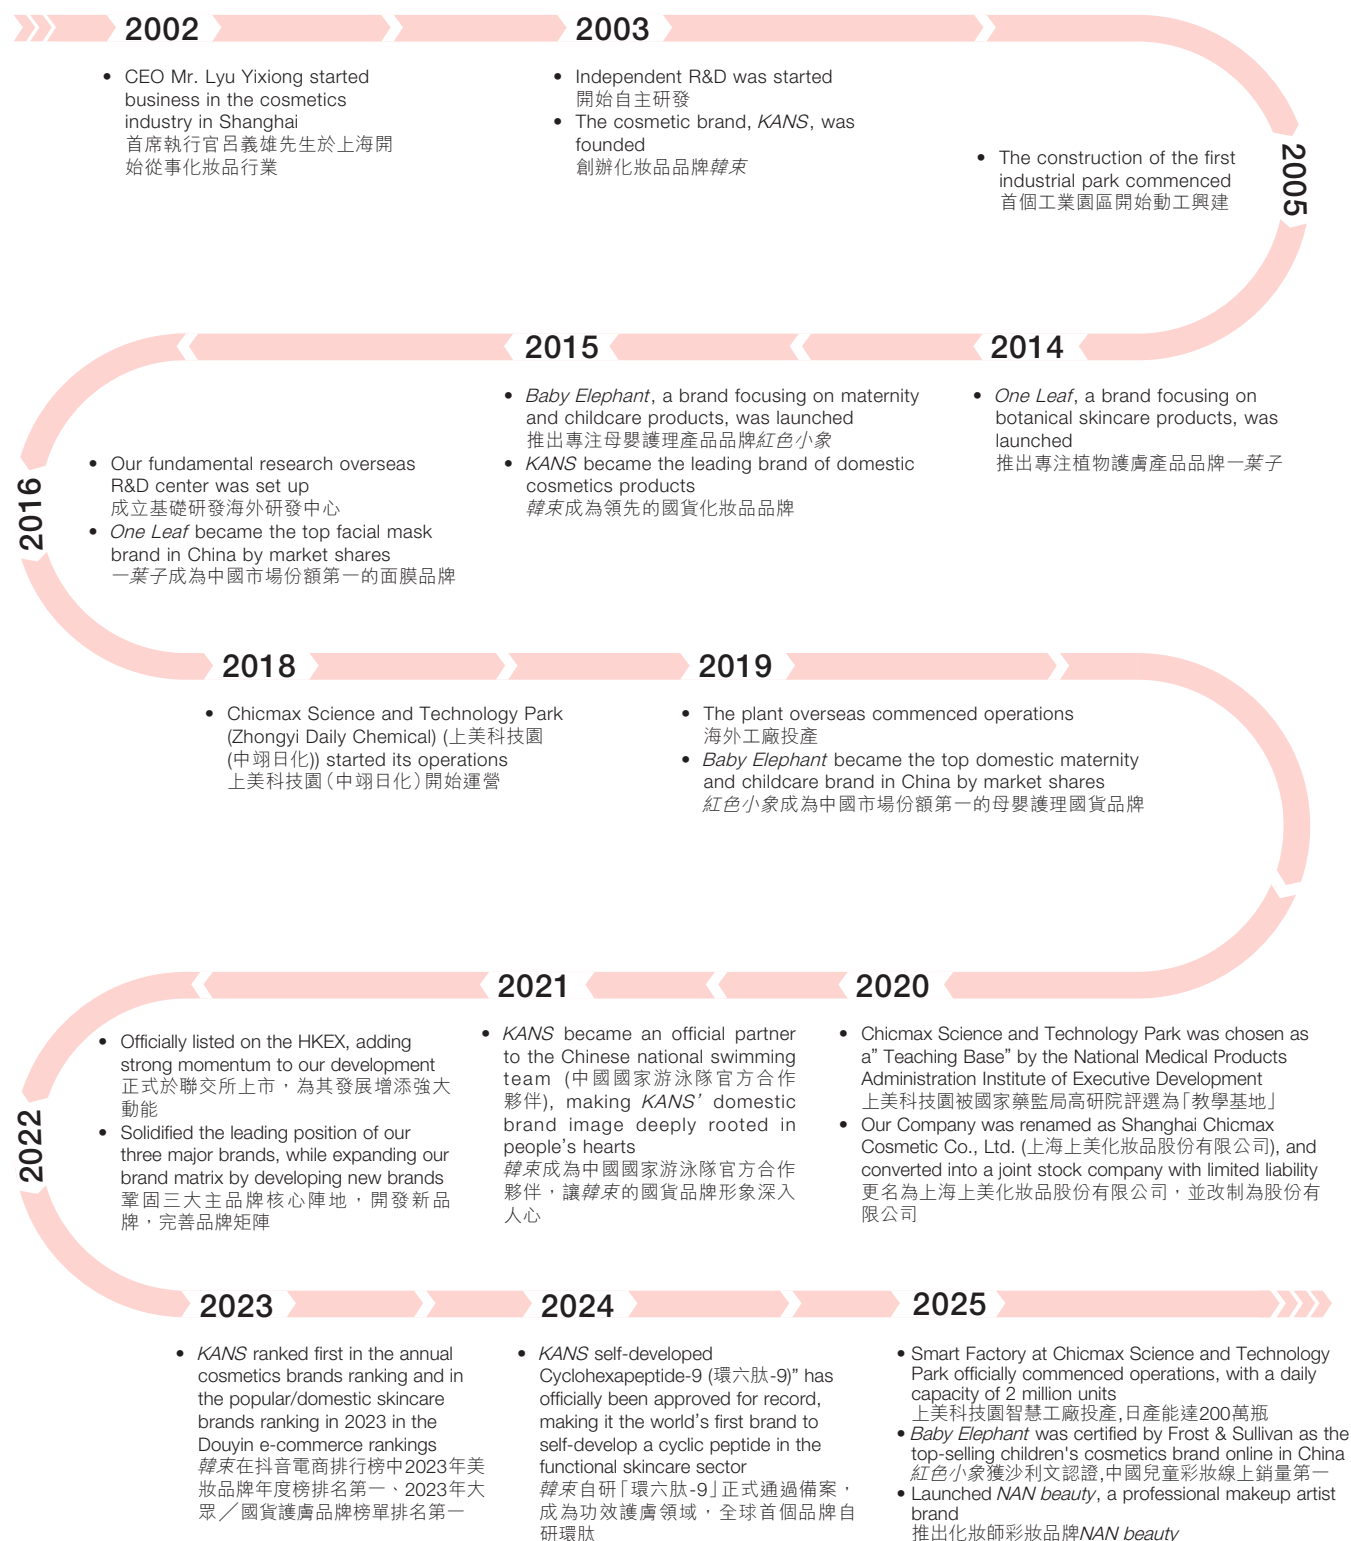 2002
• CEO Mr. Lyu Yixiong started
business in the cosmetics
industry in Shanghai
首席執行官呂義雄先生於上海開
始從事化妝品行業
2003
• Independent R&D was started
開始自主研發
• The cosmetic brand, KANS, was
founded
創辦化妝品品牌韓束
2005
• The construction of the first
industrial park commenced
首個工業園區開始動工興建
2014
• One Leaf, a brand focusing on
botanical skincare products, was
launched
推出專注植物護膚產品品牌一葉子
2015
• Baby Elephant, a brand focusing on maternity
and childcare products, was launched
推出專注母嬰護理產品品牌紅色小象
• KANS became the leading brand of domestic
cosmetics products
韓束成為領先的國貨化妝品品牌
2016
• Our fundamental research overseas
R&D center was set up
成立基礎研發海外研發中心
• One Leaf became the top facial mask
brand in China by market shares
一葉子成為中國市場份額第一的面膜品牌
2018
• Chicmax Science and Technology Park
(Zhongyi Daily Chemical) (上美科技園
(中翊日化)) started its operations
上美科技園（中翊日化）開始運營
2019
• The plant overseas commenced operations
海外工廠投產
• Baby Elephant became the top domestic maternity
and childcare brand in China by market shares
紅色小象成為中國市場份額第一的母嬰護理國貨品牌
2020
• Chicmax Science and Technology Park was chosen as
a” Teaching Base” by the National Medical Products
Administration Institute of Executive Development
上美科技園被國家藥監局高研院評選為「教學基地」
• Our Company was renamed as Shanghai Chicmax
Cosmetic Co., Ltd. (上海上美化妝品股份有限公司), and
converted into a joint stock company with limited liability
更名為上海上美化妝品股份有限公司，並改制為股份有
限公司
2021
• KANS became an official partner
to the Chinese national swimming
team (中國國家游泳隊官方合作
夥伴), making KANS’ domestic
brand image deeply rooted in
people’s hearts
韓束成為中國國家游泳隊官方合作
夥伴，讓韓束的國貨品牌形象深入
人心
2022
• Officially listed on the HKEX, adding
strong momentum to our development
正式於聯交所上市，為其發展增添強大
動能
• Solidified the leading position of our
three major brands, while expanding our
brand matrix by developing new brands
鞏固三大主品牌核心陣地，開發新品
牌，完善品牌矩陣
2023
• KANS ranked first in the annual
cosmetics brands ranking and in
the popular/domestic skincare
brands ranking in 2023 in the
Douyin e-commerce rankings
韓束在抖音電商排行榜中2023年美
妝品牌年度榜排名第一、2023年大
眾／國貨護膚品牌榜單排名第一
2024
• KANS self-developed
Cyclohexapeptide-9 (環六肽-9)” has
officially been approved for record,
making it the world’s first brand to
self-develop a cyclic peptide in the
functional skincare sector
韓束自研「環六肽-9」正式通過備案，
成為功效護膚領域，全球首個品牌自
研環肽
2025
• Smart Factory at Chicmax Science and Technology
Park officially commenced operations, with a daily
capacity of 2 million units
上美科技園智慧工廠投產,日產能達200萬瓶
• Baby Elephant was certified by Frost & Sullivan as the
top-selling children's cosmetics brand online in China
紅色小象獲沙利文認證,中國兒童彩妝線上銷量第一
• Launched NAN beauty, a professional makeup artist
brand
推出化妝師彩妝品牌NAN beauty